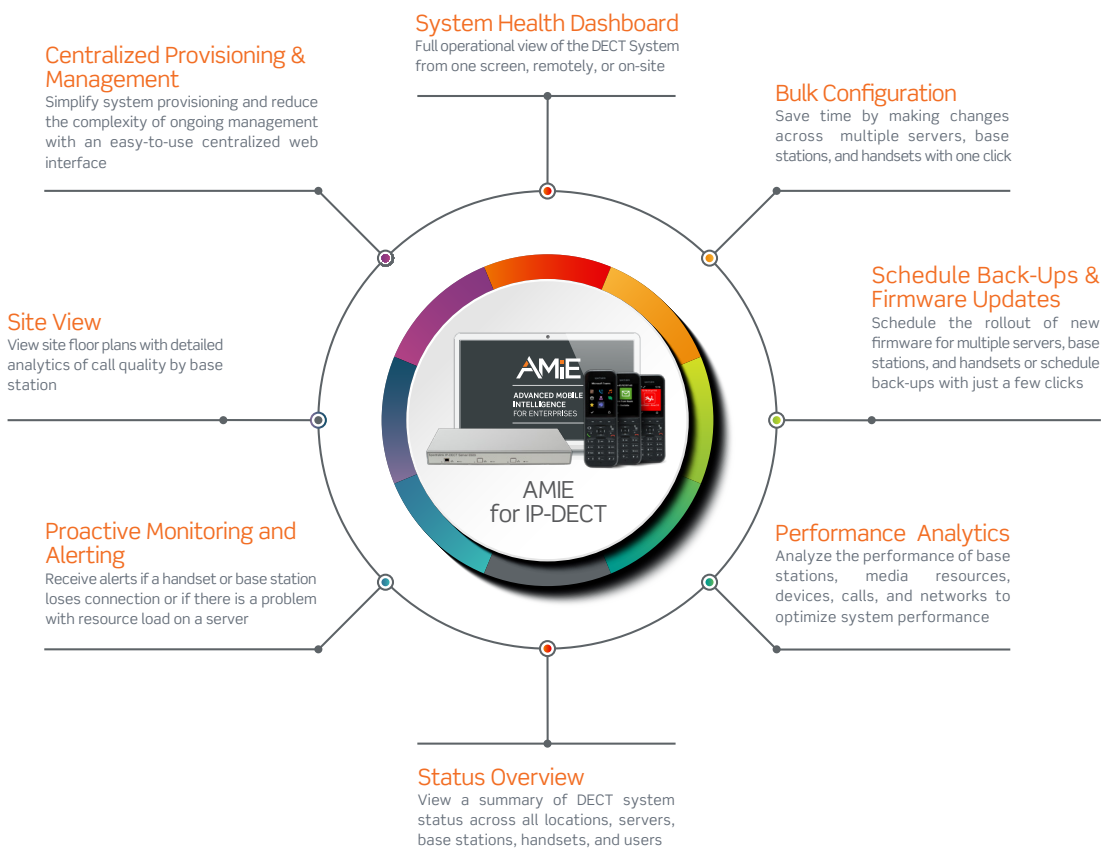 System Health Dashboard
Full operational view of the DECT System
from one screen, remotely, or on-site
Centralized Provisioning &
Management
Simplify system provisioning and reduce
the complexity of ongoing management
with an easy-to-use centralized web
interface
Bulk Configuration
Save time by making changes
across multiple servers, base
stations, and handsets with one click
Schedule Back-Ups &
Firmware Updates
Schedule the rollout of new
firmware for multiple servers, base
stations, and handsets or schedule
back-ups with just a few clicks
Site View
View site floor plans with detailed
analytics of call quality by base
station
AMiE
ADVANCED MOBILE
INTELLIGENCE
FOR ENTERPRISES
AMIE
for IP-DECT
Proactive Monitoring and
Alerting
Receive alerts if a handset or base station
loses connection or if there is a problem
with resource load on a server
Performance Analytics
Analyze the performance of base
stations, media resources,
devices, calls, and networks to
optimize system performance
Status Overview
View a summary of DECT system
status across all locations, servers,
base stations, handsets, and users